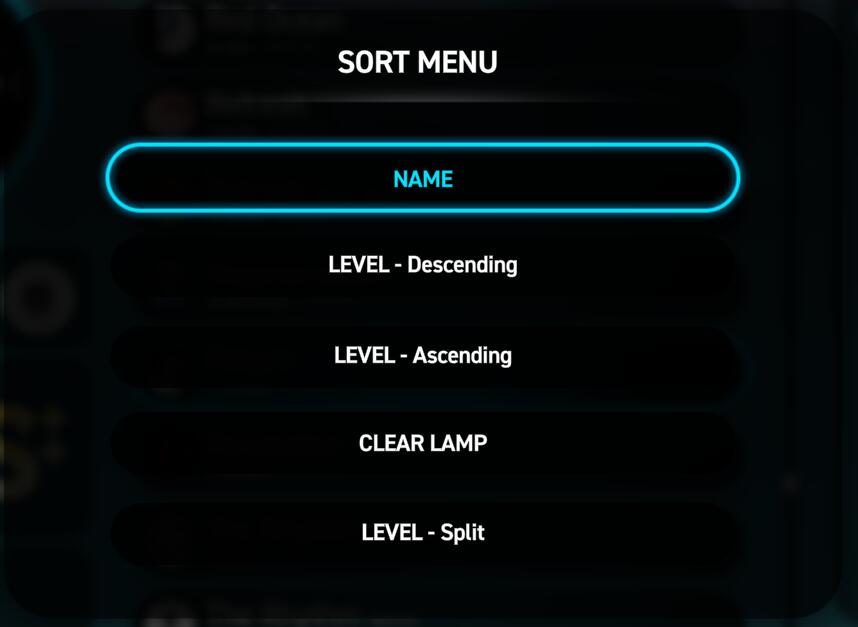 SORT MENU
NAME
LEVEL - Descending
LEVEL - Ascending
CLEAR LAMP
LEVEL - Split